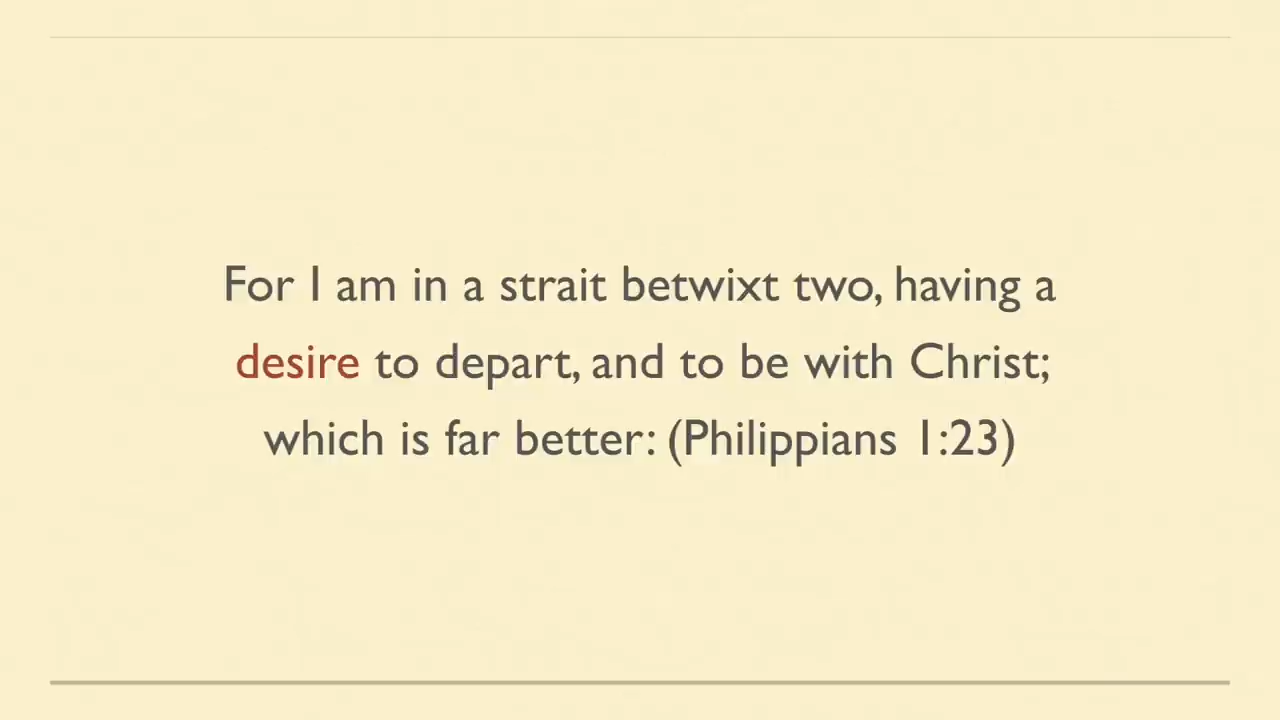 For I am in a strait betwixt two, having a
desire to depart, and to be with Christ;
which is far better: (Philippians 1:23)